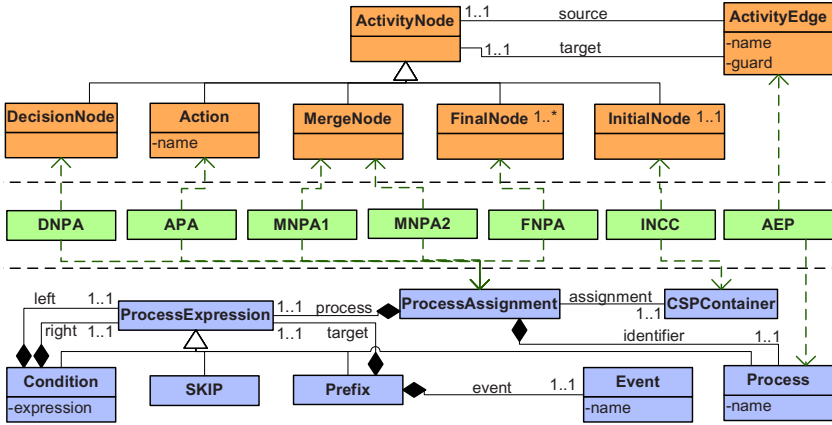 ActivityNode
1..1
source
ActivityEdge
1..1
target
-name
-guard
DecisionNode
Action
-name
MergeNode
FinalNode 1..*
InitialNode 1..1
DNPA
APA
MNPA1
MNPA2
FNPA
INCC
AEP
left
1..1
ProcessExpression
1..1
process
ProcessAssignment
assignment
1..1
CSPContainer
right
1..1
1..1
target
identifier
1..1
Condition
-expression
SKIP
Prefix
event
1..1
Event
-name
Process
-name